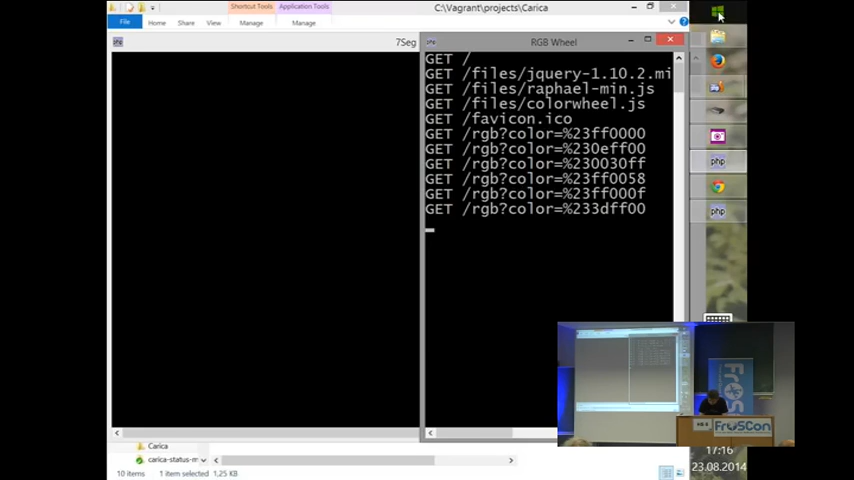 Shortcut Tools
Application Tools
C:\Vagrant\projects\Carica
File
Home
Share
View
Manage
Manage
7Seg
RGB Wheel
GET /
GET /files/jquery-1.10.2.mi
GET /files/raphael-min.js
GET /files/colorwheel.js
GET /favicon.ico
GET /rgb?color=%23ff0000
GET /rgb?color=%230eff00
GET /rgb?color=%230030ff
GET /rgb?color=%23ff0058
GET /rgb?color=%23ff000f
GET /rgb?color=%233dff00
php
php
Carica
carica-status-m
10 items
1 item selected
1,25 KB
FrOSCon
17:16
23.08.2014